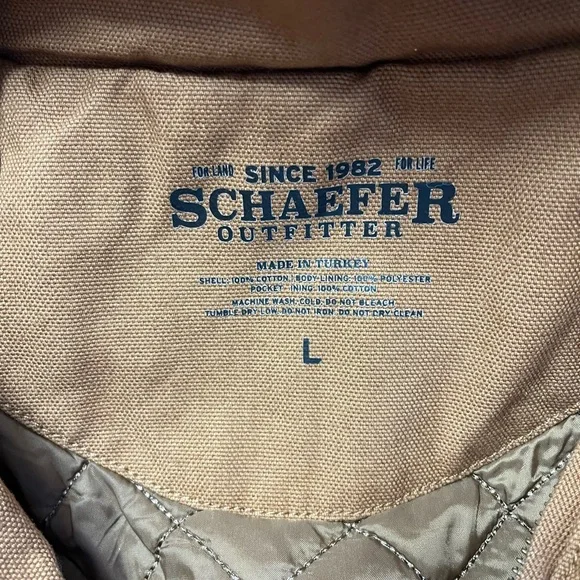 FOR LAND SINCE 1982 FOR LIFE
SCHAEFER
OUTFITTER
MADE IN TURKEY
SHELL: 100% COTTON / BODY LINING: 100% POLYESTER
POCKET INING: 100% COTTON
MACHINE WASH. COLD. DO NOT BLEACH
TUMBLE DRY LOW. DO NOT IRON. DO NOT DRY CLEAN
L